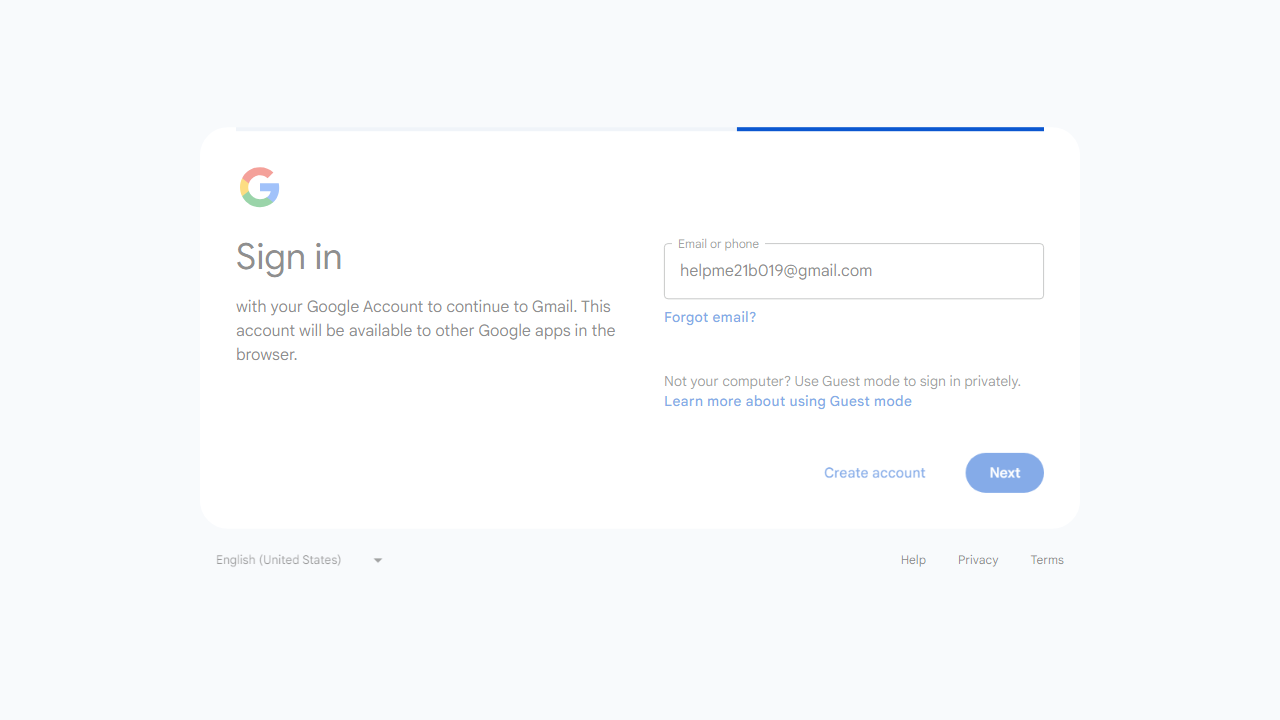 Sign in
with your Google Account to continue to Gmail. This
account will be available to other Google apps in the
browser.
Email or phone
helpme21b019@gmail.com
Forgot email?
Not your computer? Use Guest mode to sign in privately.
Learn more about using Guest mode
Create account
Next
English (United States)
Help
Privacy
Terms